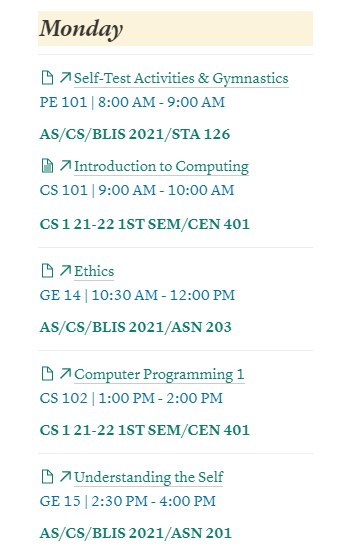 Monday
Self-Test Activities & Gymnastics
PE 101 | 8:00 AM - 9:00 AM
AS/CS/BLIS 2021/STA 126
Introduction to Computing
CS 101 | 9:00 AM - 10:00 AM
CS 1 21-22 1ST SEM/CEN 401
Ethics
GE 14 | 10:30 AM - 12:00 PM
AS/CS/BLIS 2021/ASN 203
Computer Programming 1
CS 102 | 1:00 PM - 2:00 PM
CS 1 21-22 1ST SEM/CEN 401
Understanding the Self
GE 15 | 2:30 PM - 4:00 PM
AS/CS/BLIS 2021/ASN 201